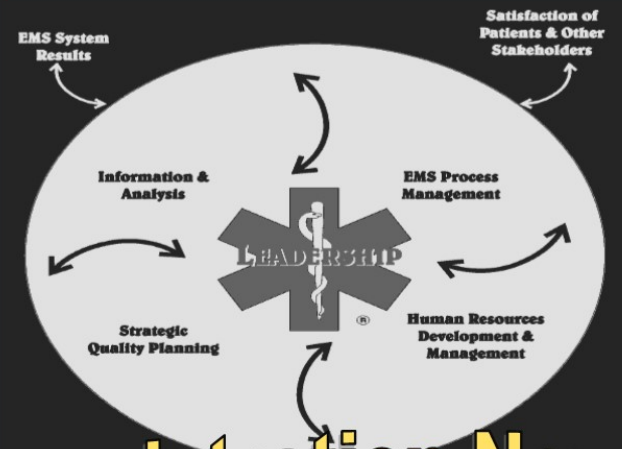 EMS System
Results
Satisfaction of
Patients & Other
Stakeholders
Information &
Analysis
EMS Process
Management
LEADERSHIP
®
Strategic
Quality Planning
Human Resources
Development &
Management